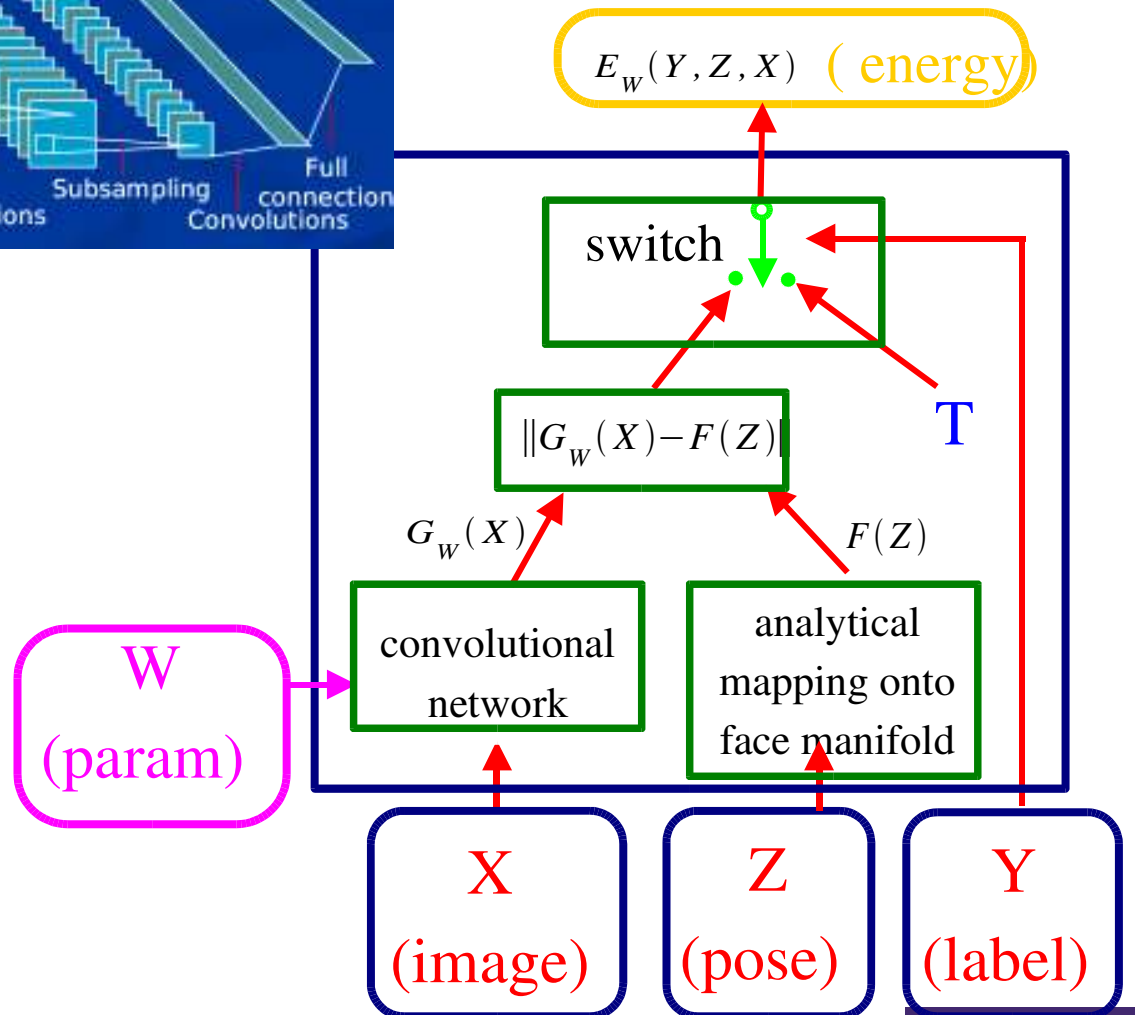 E_W(Y,Z,X) (energy)
Full
Subsampling
connection
ions
Convolutions
switch
T
‖G_W(X)−F(Z)‖
G_W(X)
F(Z)
convolutional
network
analytical
mapping onto
face manifold
W
(param)
X
(image)
Z
(pose)
Y
(label)